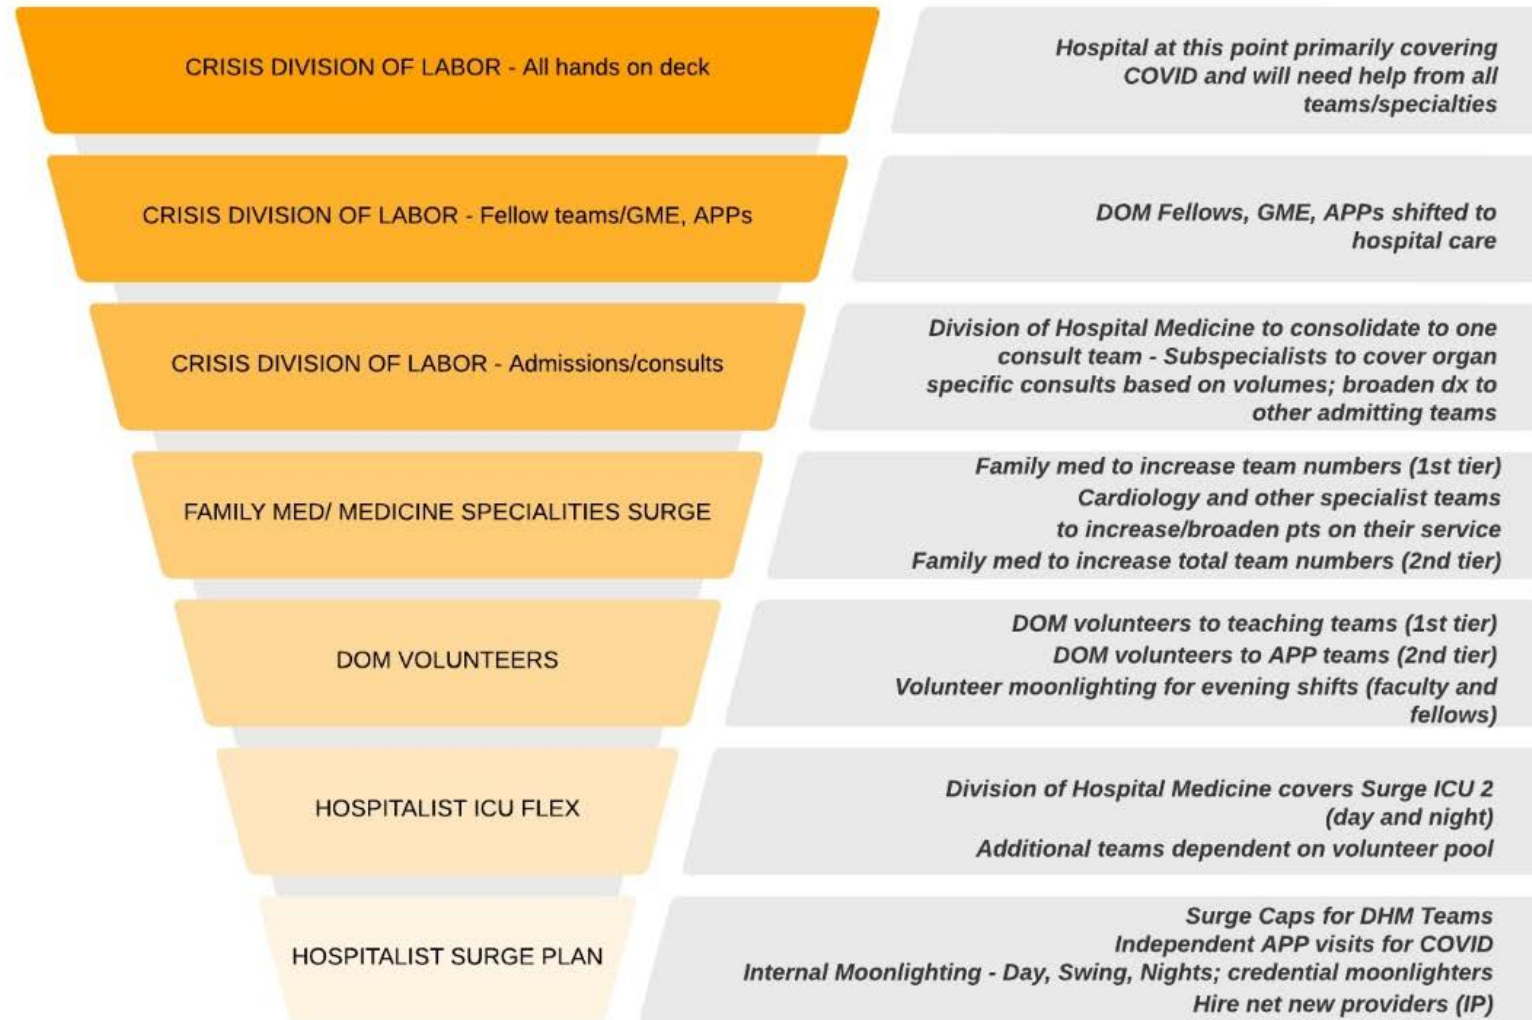 CRISIS DIVISION OF LABOR - All hands on deck
Hospital at this point primarily covering
COVID and will need help from all
teams/specialties
CRISIS DIVISION OF LABOR - Fellow teams/GME, APPs
DOM Fellows, GME, APPs shifted to
hospital care
CRISIS DIVISION OF LABOR - Admissions/consults
Division of Hospital Medicine to consolidate to one
consult team - Subspecialists to cover organ
specific consults based on volumes; broaden dx to
other admitting teams
FAMILY MED/ MEDICINE SPECIALITIES SURGE
Family med to increase team numbers (1st tier)
Cardiology and other specialist teams
to increase/broaden pts on their service
Family med to increase total team numbers (2nd tier)
DOM VOLUNTEERS
DOM volunteers to teaching teams (1st tier)
DOM volunteers to APP teams (2nd tier)
Volunteer moonlighting for evening shifts (faculty and
fellows)
HOSPITALIST ICU FLEX
Division of Hospital Medicine covers Surge ICU 2
(day and night)
Additional teams dependent on volunteer pool
HOSPITALIST SURGE PLAN
Surge Caps for DHM Teams
Independent APP visits for COVID
Internal Moonlighting - Day, Swing, Nights; credential moonlighters
Hire net new providers (IP)